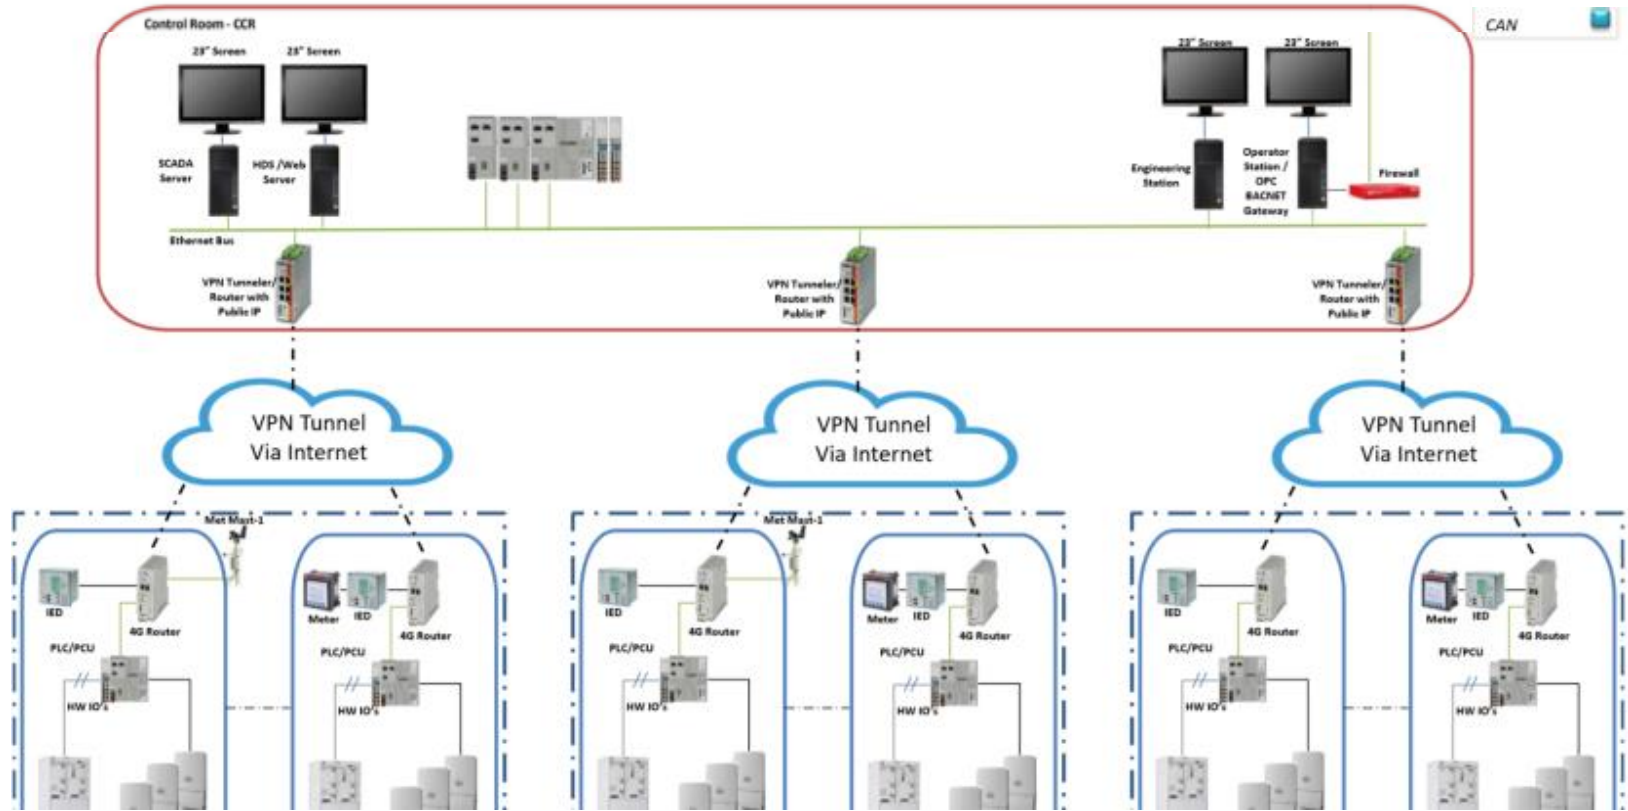 Control Room - CCR
CAN
23" Screen
23" Screen
23" Screen
23" Screen
SCADA
Server
HDS /Web
Server
Engineering
Station
Operator
Station /
OPC
BACNET
Gateway
Firewall
Ethernet Bus
VPN Tunneler/
Router with
Public IP
VPN Tunneler/
Router with
Public IP
VPN Tunneler/
Router with
Public IP
VPN Tunnel
Via Internet
VPN Tunnel
Via Internet
VPN Tunnel
Via Internet
Met Mast-1
IED
4G Router
PLC/PCU
HW IO's
Meter
IED
4G Router
PLC/PCU
HW IO's
Met Mast-1
IED
4G Router
PLC/PCU
HW IO's
Meter
IED
4G Router
PLC/PCU
HW IO's
IED
4G Router
PLC/PCU
HW IO's
Meter
IED
4G Router
PLC/PCU
HW IO's